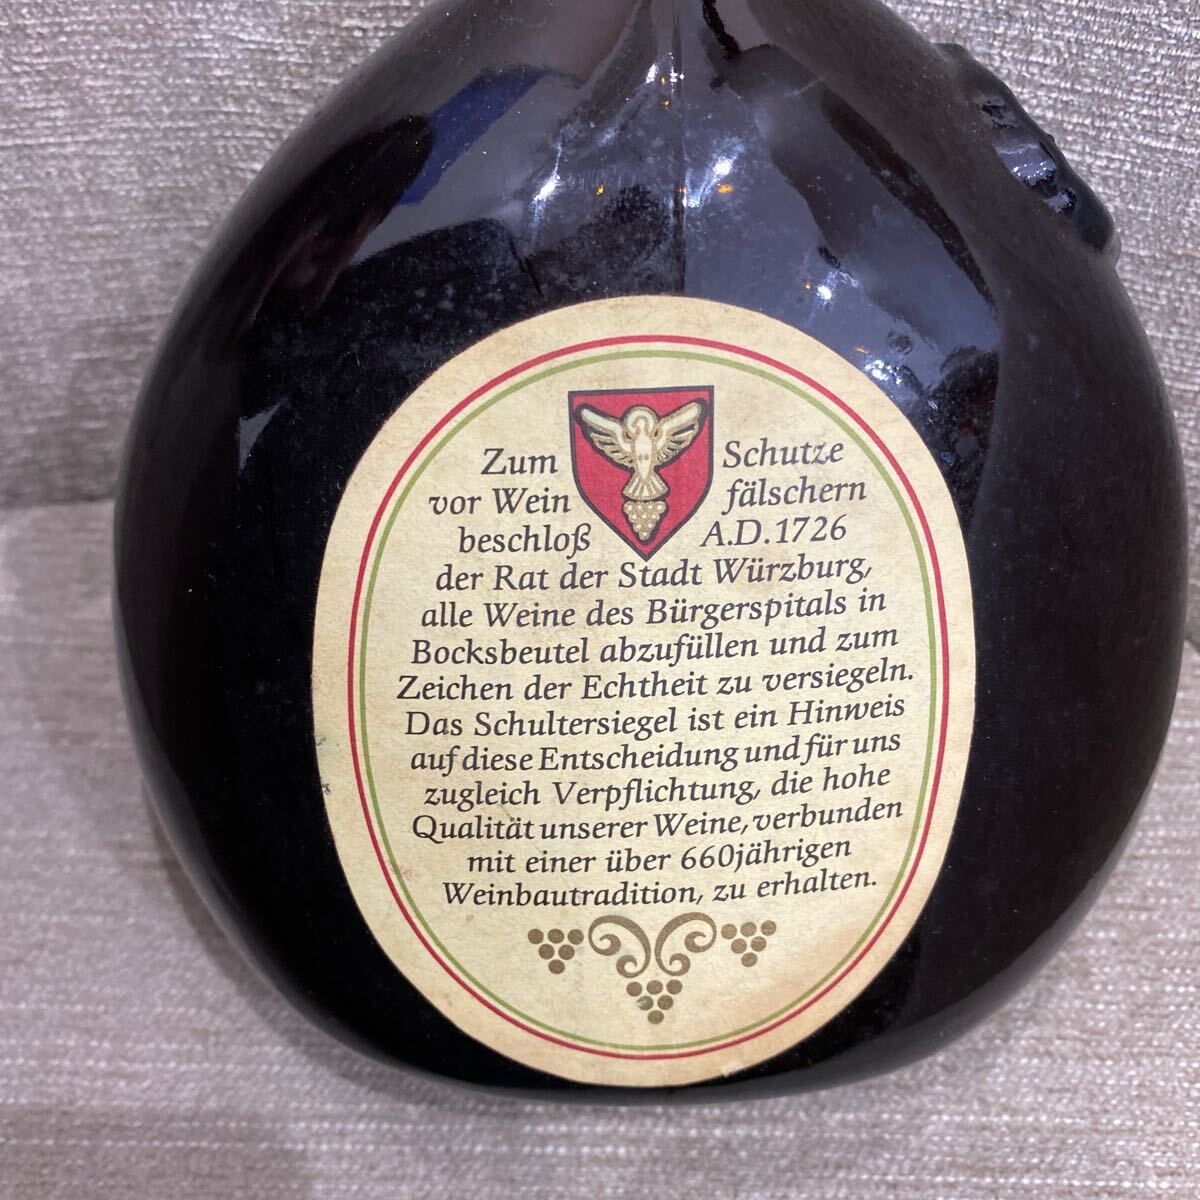 Zum Schutze
vor Wein fälschern
beschloß A.D.1726
der Rat der Stadt Würzburg,
alle Weine des Bürgerspitals in
Bocksbeutel abzufüllen und zum
Zeichen der Echtheit zu versiegeln.
Das Schultersiegel ist ein Hinweis
auf diese Entscheidung und für uns
zugleich Verpflichtung, die hohe
Qualität unserer Weine, verbunden
mit einer über 660jährigen
Weinbautradition, zu erhalten.